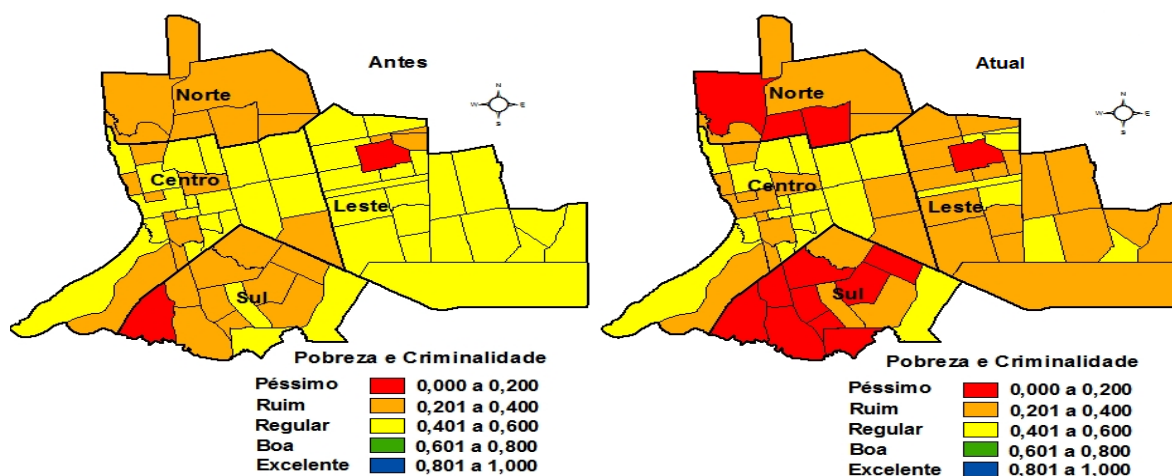 Antes
Norte
Centro
Leste
Sul
N
W E
S
Pobreza e Criminalidade
Péssimo 0,000 a 0,200
Ruim 0,201 a 0,400
Regular 0,401 a 0,600
Boa 0,601 a 0,800
Excelente 0,801 a 1,000
Atual
Norte
Centro
Leste
Sul
N
W E
S
Pobreza e Criminalidade
Péssimo 0,000 a 0,200
Ruim 0,201 a 0,400
Regular 0,401 a 0,600
Boa 0,601 a 0,800
Excelente 0,801 a 1,000